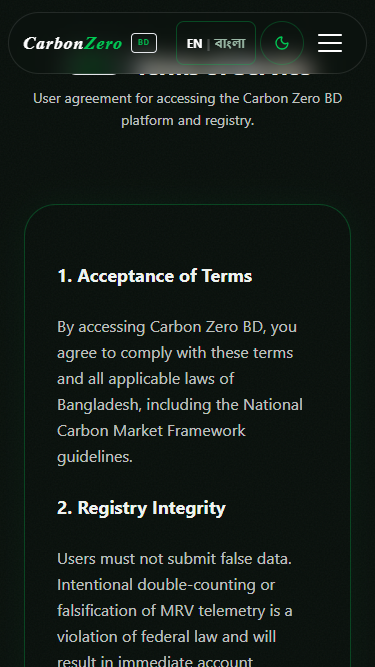 CarbonZero BD EN | বাংলা
Terms of Service
User agreement for accessing the Carbon Zero BD
platform and registry.
1. Acceptance of Terms
By accessing Carbon Zero BD, you
agree to comply with these terms
and all applicable laws of
Bangladesh, including the National
Carbon Market Framework
guidelines.
2. Registry Integrity
Users must not submit false data.
Intentional double-counting or
falsification of MRV telemetry is a
violation of federal law and will
result in immediate account